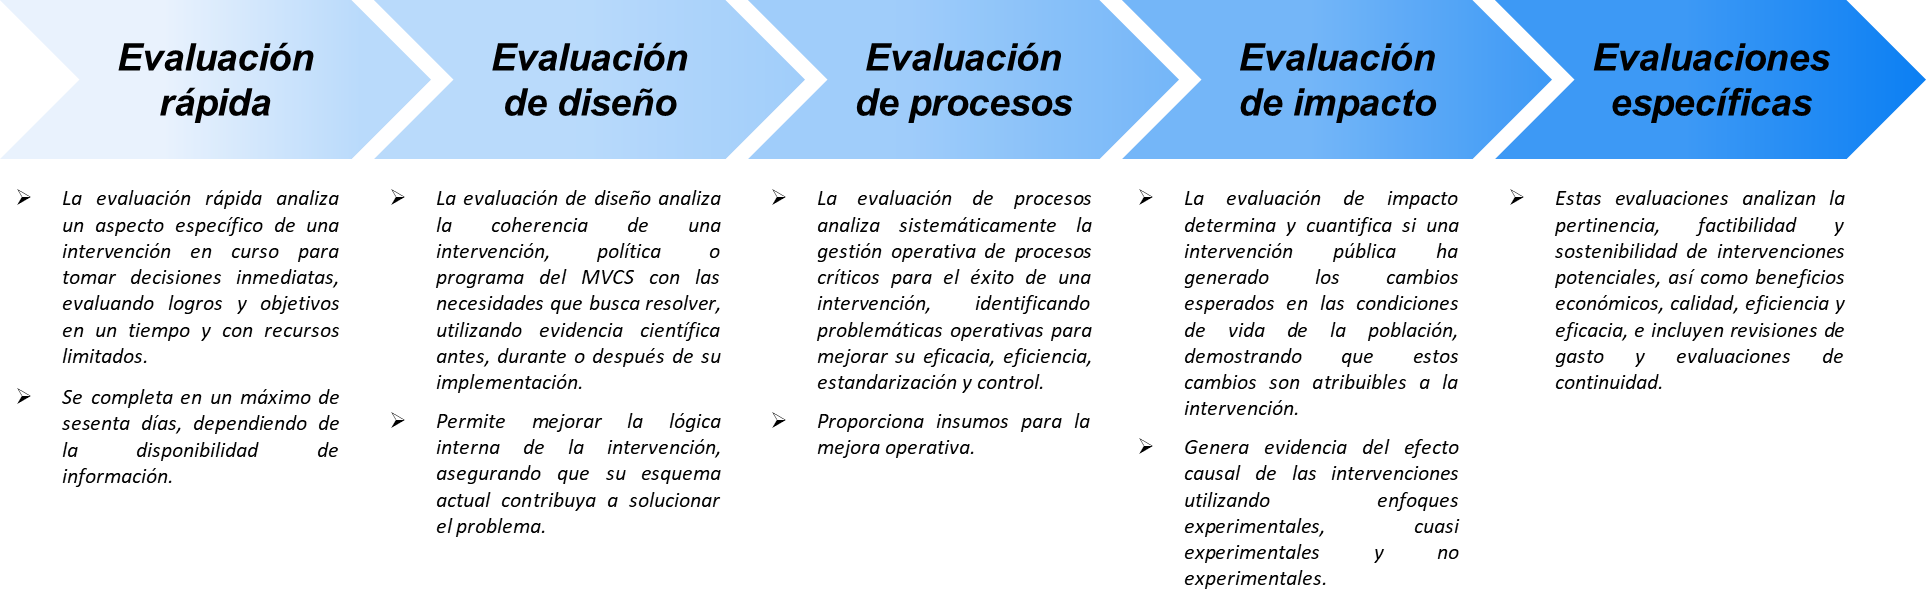 Evaluación
rápida
La evaluación rápida analiza
un aspecto específico de una
intervención en curso para
tomar decisiones inmediatas,
evaluando logros y objetivos
en un tiempo y con recursos
limitados.
Se completa en un máximo de
sesenta días, dependiendo de
la disponibilidad de
información.
Evaluación
de diseño
La evaluación de diseño analiza
la coherencia de una
intervención, política o
programa del MVCS con las
necesidades que busca resolver,
utilizando evidencia científica
antes, durante o después de su
implementación.
Permite mejorar la lógica
interna de la intervención,
asegurando que su esquema
actual contribuya a solucionar
el problema.
Evaluación
de procesos
La evaluación de procesos
analiza sistemáticamente la
gestión operativa de procesos
críticos para el éxito de una
intervención, identificando
problemáticas operativas para
mejorar su eficacia, eficiencia,
estandarización y control.
Proporciona insumos para la
mejora operativa.
Evaluación
de impacto
La evaluación de impacto
determina y cuantifica si una
intervención pública ha
generado los cambios
esperados en las condiciones
de vida de la población,
demostrando que estos
cambios son atribuibles a la
intervención.
Genera evidencia del efecto
causal de las intervenciones
utilizando enfoques
experimentales, cuasi
experimentales y no
experimentales.
Evaluaciones
específicas
Estas evaluaciones analizan la
pertinencia, factibilidad y
sostenibilidad de intervenciones
potenciales, así como beneficios
económicos, calidad, eficiencia y
eficacia, e incluyen revisiones de
gasto y evaluaciones de
continuidad.